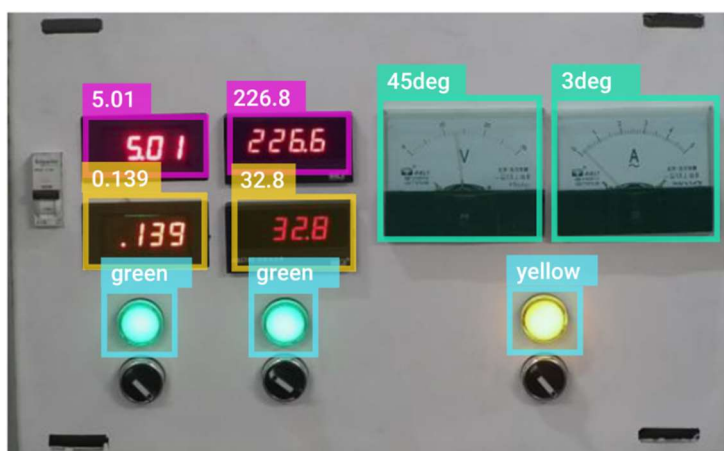 5.01
226.8
45deg
3deg
5.01
226.6
V
A
0.139
32.8
.139
32.8
green
green
yellow